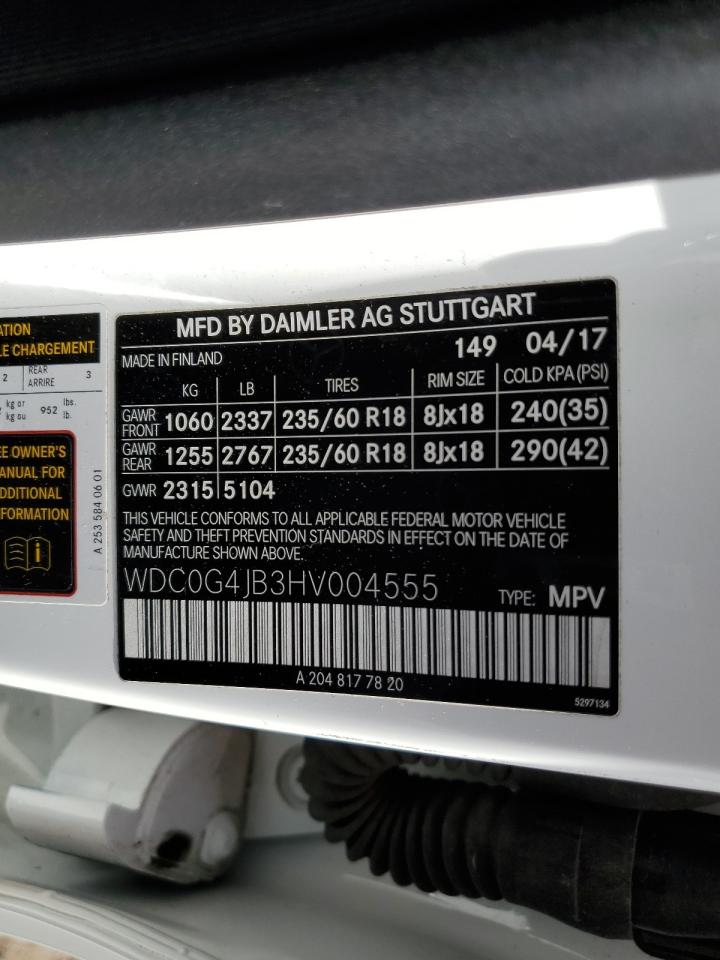 ATION
LE CHARGEMENT
2 REAR ARRIRE 3
kg or kg ou 952 lbs. lb.
EE OWNER'S
ANUAL FOR
DDITIONAL
FORMATION
A 253 584 06 01
MFD BY DAIMLER AG STUTTGART
MADE IN FINLAND 149 04/17
KG LB TIRES RIM SIZE COLD KPA (PSI)
GAWR FRONT 1060 2337 235/60 R18 8Jx18 240(35)
GAWR REAR 1255 2767 235/60 R18 8Jx18 290(42)
GVWR 2315 5104
THIS VEHICLE CONFORMS TO ALL APPLICABLE FEDERAL MOTOR VEHICLE
SAFETY AND THEFT PREVENTION STANDARDS IN EFFECT ON THE DATE OF
MANUFACTURE SHOWN ABOVE.
WDC0G4JB3HV004555 TYPE: MPV
A 204 817 78 20
5297134